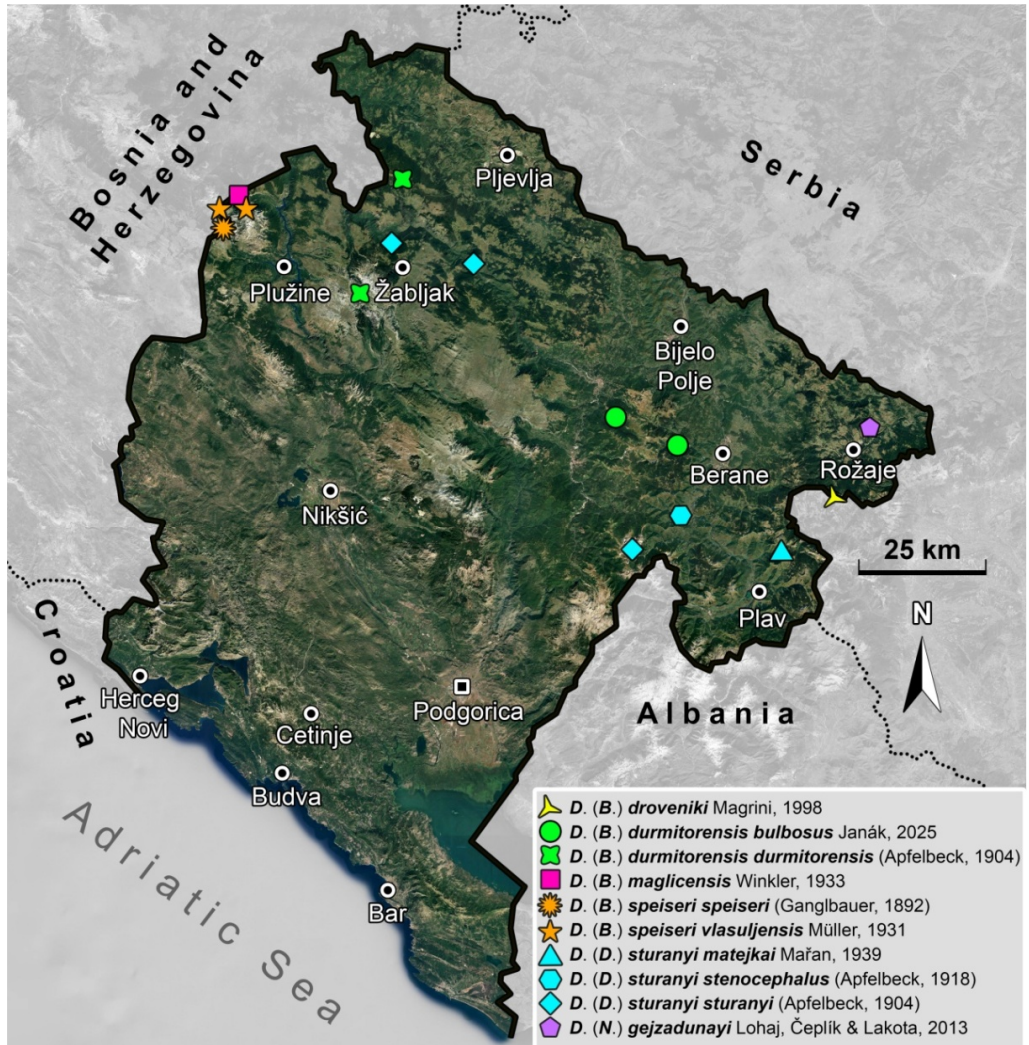 Bosnia and
Herzegovina
Serbia
Pljevlja
Plužine
Žabljak
Bijelo
Polje
Berane
Rožaje
Nikšić
25 km
Plav
N
Croatia
Herceg
Novi
Podgorica
Albania
Cetinje
Budva
Adriatic Sea
Bar
D. (B.) droveniki Magrini, 1998
D. (B.) durmitorensis bulbosus Janák, 2025
D. (B.) durmitorensis durmitorensis (Apfelbeck, 1904)
D. (B.) maglicensis Winkler, 1933
D. (B.) speiseri speiseri (Ganglbauer, 1892)
D. (B.) speiseri vlasuljensis Müller, 1931
D. (D.) sturanyi matejkai Mařan, 1939
D. (D.) sturanyi stenocephalus (Apfelbeck, 1918)
D. (D.) sturanyi sturanyi (Apfelbeck, 1904)
D. (N.) gejzadunayi Lohaj, Čeplík & Lakota, 2013